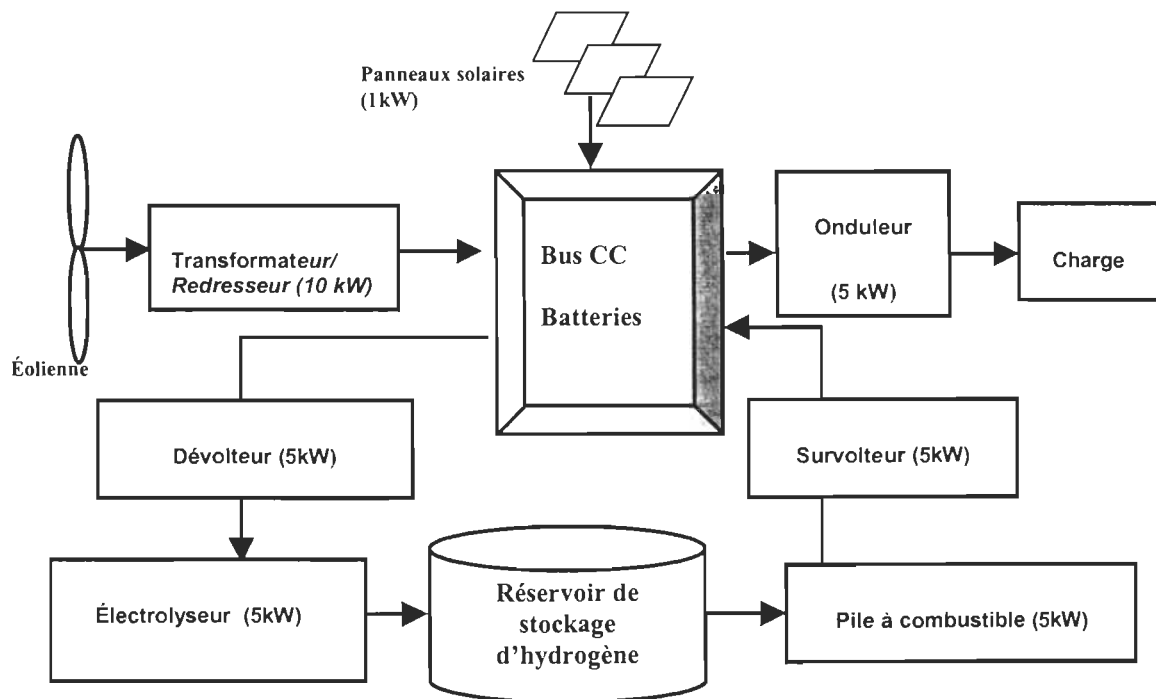 Panneaux solaires
(1kW)
Transformateur/
Redresseur (10 kW)
Bus CC
Batteries
Onduleur
(5 kW)
Charge
Éolienne
Dévolteur (5kW)
Survolteur (5kW)
Électrolyseur (5kW)
Réservoir de
stockage
d'hydrogène
Pile à combustible (5kW)